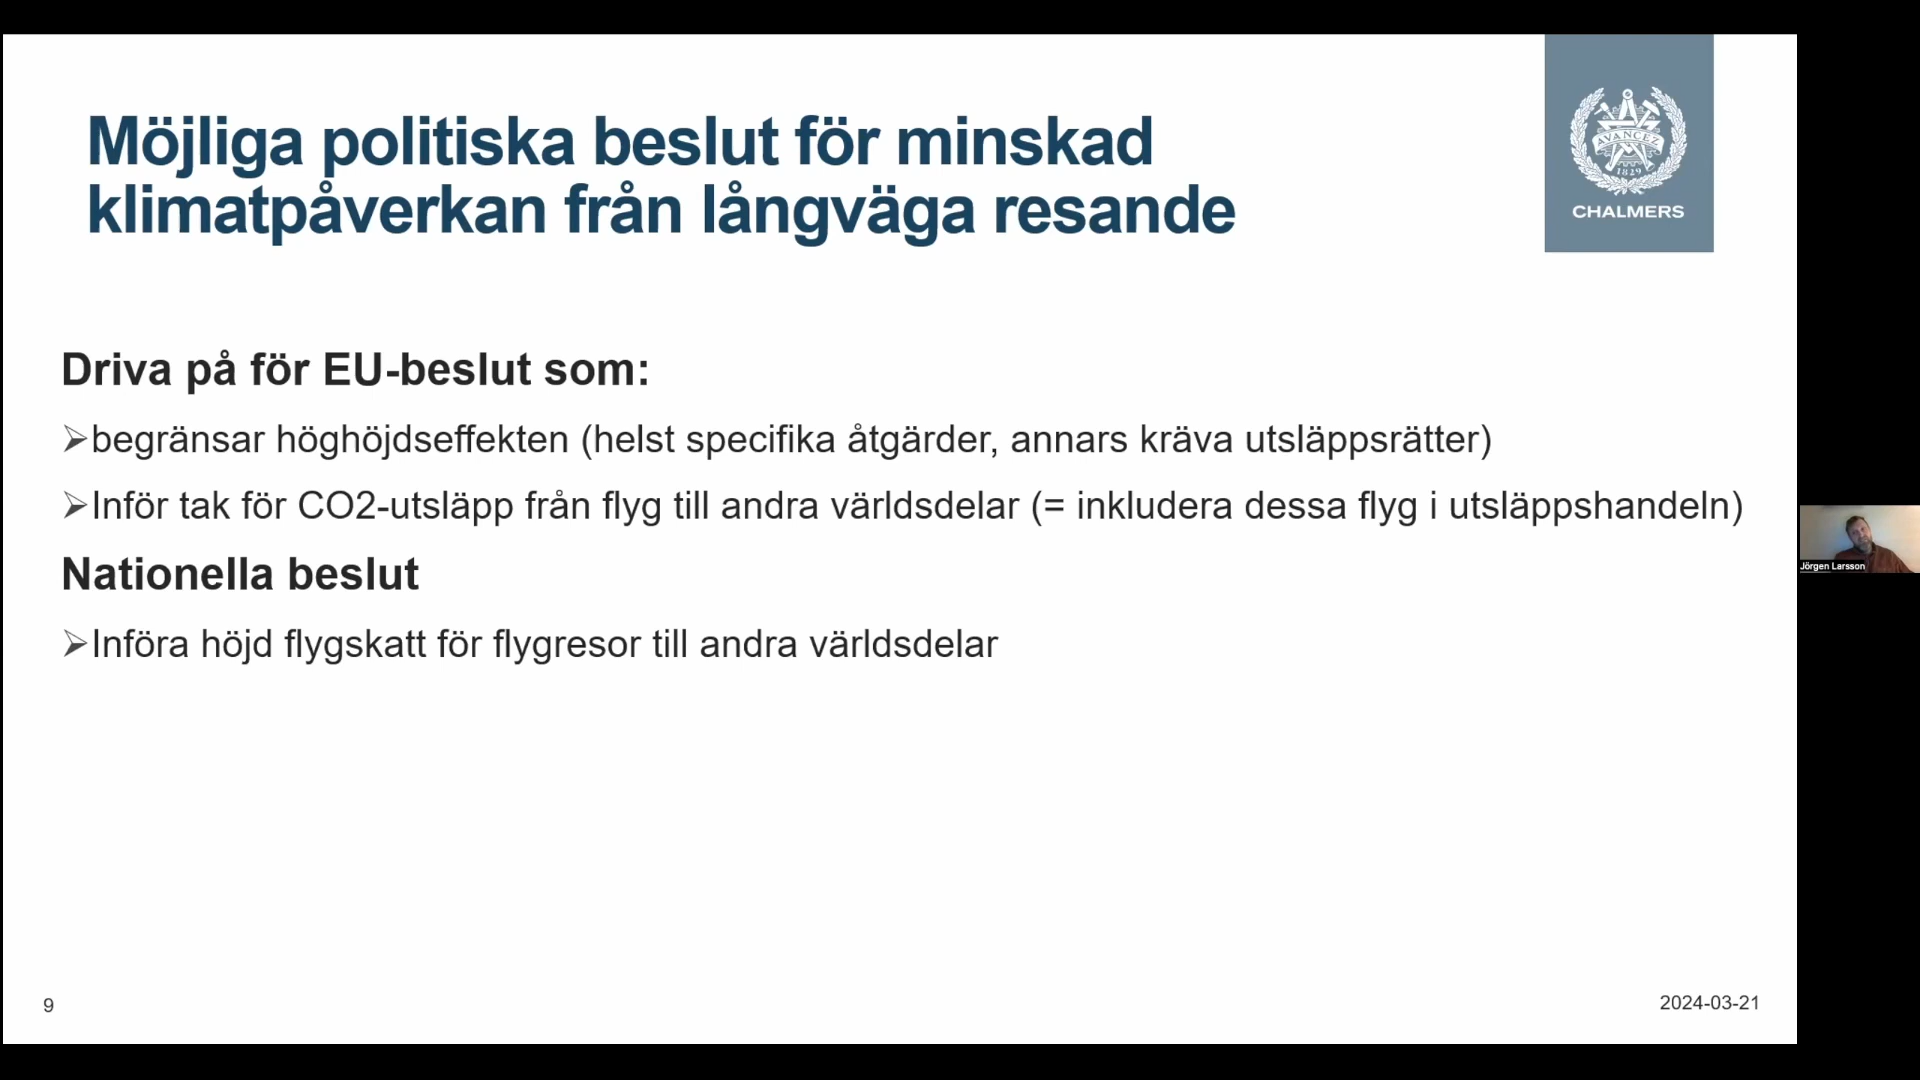 Möjliga politiska beslut för minskad
klimatpåverkan från långväga resande
AVANCEZ
1829
CHALMERS
Driva på för EU-beslut som:
➢begränsar höghöjdseffekten (helst specifika åtgärder, annars kräva utsläppsrätter)
➢Inför tak för CO2-utsläpp från flyg till andra världsdelar (= inkludera dessa flyg i utsläppshandeln)
Nationella beslut
➢Införa höjd flygskatt för flygresor till andra världsdelar
Jörgen Larsson
9
2024-03-21